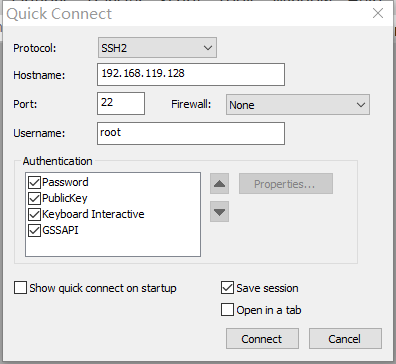 Quick Connect
Protocol: SSH2
Hostname: 192.168.119.128
Port: 22 Firewall: None
Username: root
Authentication
Password
PublicKey
Keyboard Interactive
GSSAPI
Properties...
Show quick connect on startup
Save session
Open in a tab
Connect Cancel